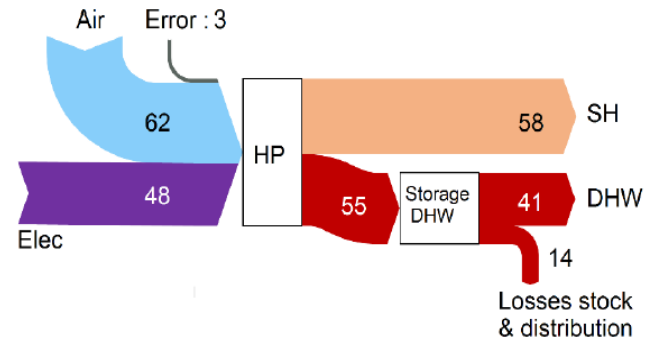 Air
Error : 3
62
58
SH
HP
48
55
Storage
DHW
41
DHW
Elec
14
Losses stock
& distribution